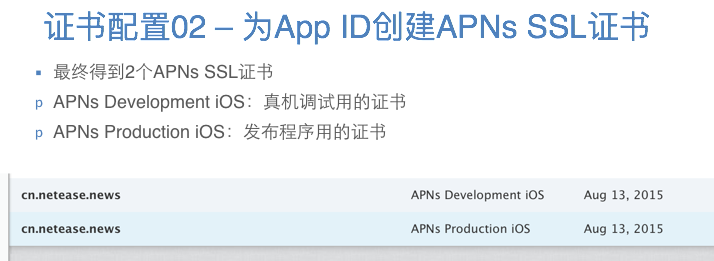 证书配置02 – 为App ID创建APNs SSL证书
▪ 最终得到2个APNs SSL证书
p APNs Development iOS：真机调试用的证书
p APNs Production iOS：发布程序用的证书
cn.netease.news APNs Development iOS Aug 13, 2015
cn.netease.news APNs Production iOS Aug 13, 2015